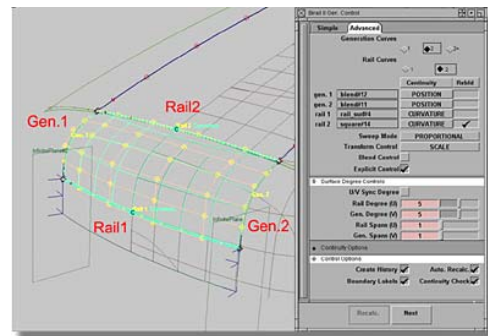 Birail II Gen. Control
Simple Advanced
Generation Curves
1 2 2+
Rail Curves
1 2
Continuity Rebld
gen. 1 blend#12 POSITION
gen. 2 blend#11 POSITION
rail 1 CURVATURE
rail 2 square#14 CURVATURE
Sweep Mode PROPORTIONAL
Transform Control SCALE
Blend Control
Explicit Control
Surface Degree Controls
U/V Sync Degree
Rail Degree (U) 5
Gen. Degree (V) 5
Rail Spans (U) 1
Gen. Spans (V) 1
Continuity Options
Control Options
Create History Auto. Recalc.
Boundary Labels Continuity Check
Recalc. Next
Gen.1
Rail2
Rail1
Gen.2